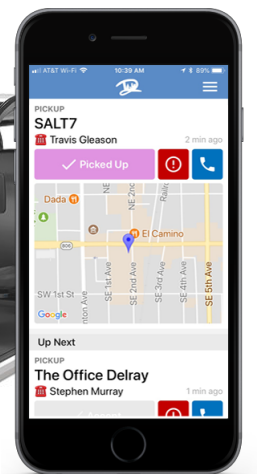 AT&T Wi-Fi 10:39 AM 89%
PICKUP
SALT7
Travis Gleason 2 min ago
Picked Up
Dada
NE 2nd
Railro
El Camino
SW 1st St
SE 1st Ave
SE 2nd Ave
SE 3rd Ave
SE 4th Ave
SE 5th Ave
Google
Up Next
PICKUP
The Office Delray
Stephen Murray 1 min ago
Accept